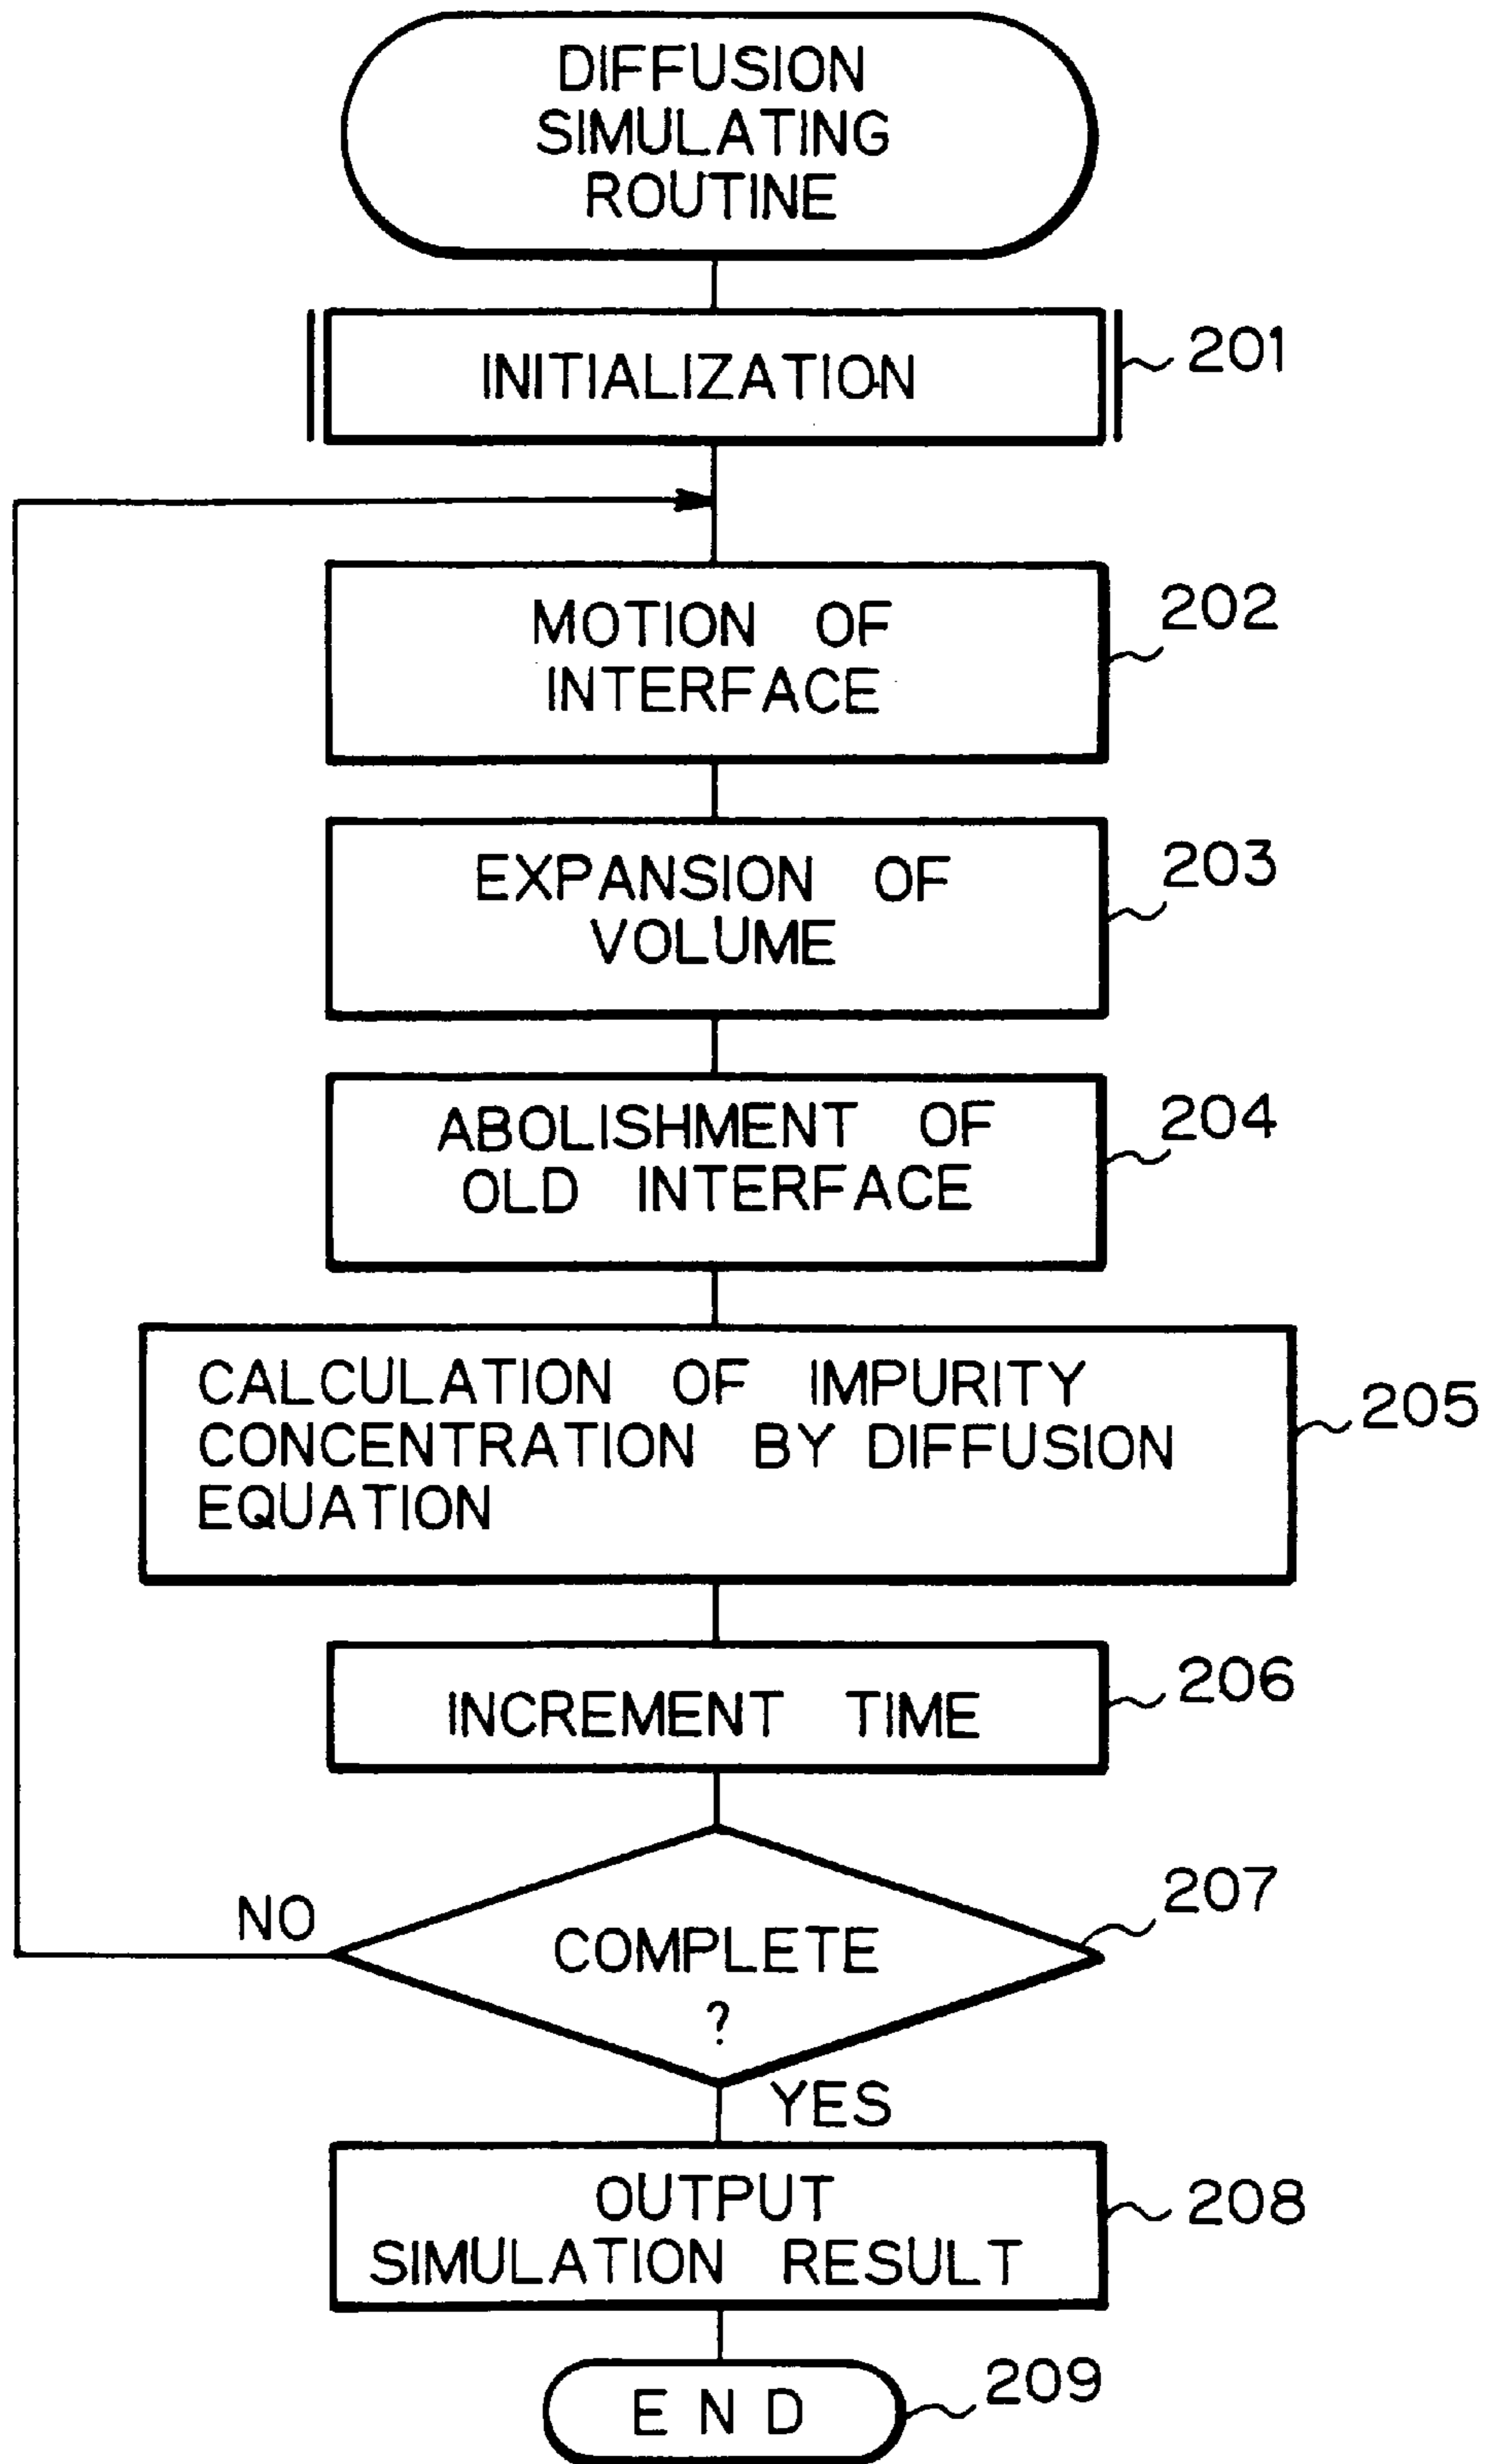 DIFFUSION
SIMULATING
ROUTINE
INITIALIZATION
201
MOTION OF
INTERFACE
202
EXPANSION OF
VOLUME
203
ABOLISHMENT OF
OLD INTERFACE
204
CALCULATION OF IMPURITY
CONCENTRATION BY DIFFUSION
EQUATION
205
INCREMENT TIME
206
COMPLETE
?
207
NO
YES
OUTPUT
SIMULATION RESULT
208
END
209